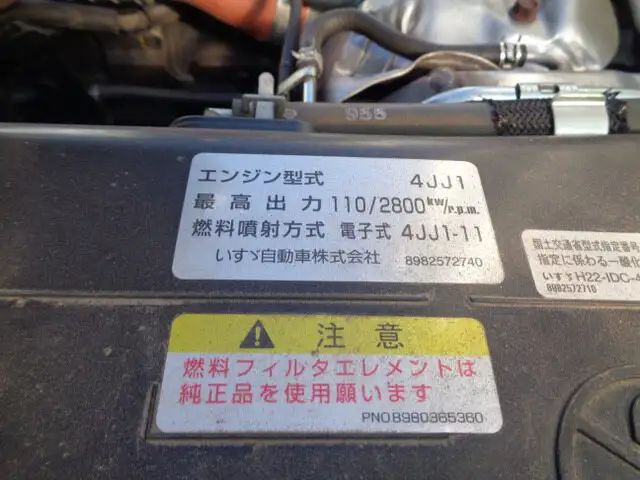 エンジン型式 4JJ1
最高出力 110/2800kw/r.p.m.
燃料噴射方式 電子式 4JJ1-11
いすゞ自動車株式会社 8982572740
国土交通省型式指定番号
指定に係わる一酸化
いすゞH22-IDC-
8982572710
注意
燃料フィルタエレメントは
純正品を使用願います
PNO8980365360